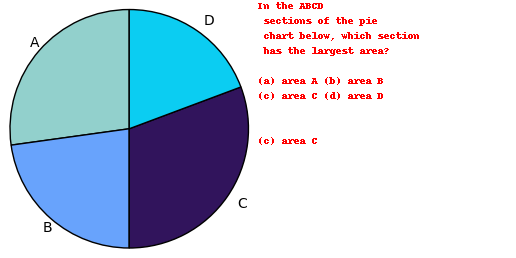 In the ABCD
sections of the pie
chart below, which section
has the largest area?
(a) area A (b) area B
(c) area C (d) area D
(c) area C
A
D
B
C